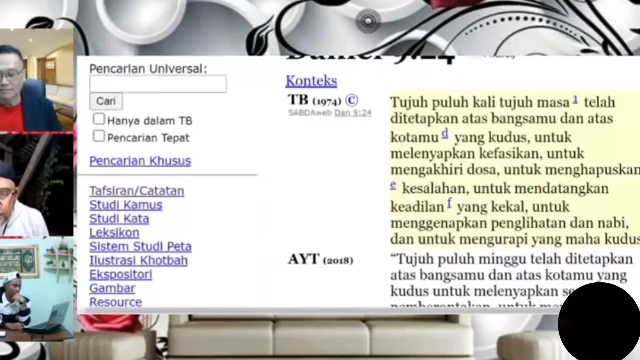 Pencarian Universal:
Cari
Hanya dalam TB
Pencarian Tepat
Pencarian Khusus
Tafsiran/Catatan
Studi Kamus
Studi Kata
Leksikon
Sistem Studi Peta
Ilustrasi Khotbah
Ekspositori
Gambar
Resource
Konteks
TB (1974) ©
SABDAweb Dan 9:24
Tujuh puluh kali tujuh masa 1 telah
ditetapkan atas bangsamu dan atas
kotamu d yang kudus, untuk
melenyapkan kefasikan, untuk
mengakhiri dosa, untuk menghapuskan
e kesalahan, untuk mendatangkan
keadilan f yang kekal, untuk
menggenapkan penglihatan dan nabi,
dan untuk mengurapi yang maha kudus
AYT (2018)
“Tujuh puluh minggu telah ditetapkan
atas bangsamu dan atas kotamu yang
kudus untuk melenyapkan